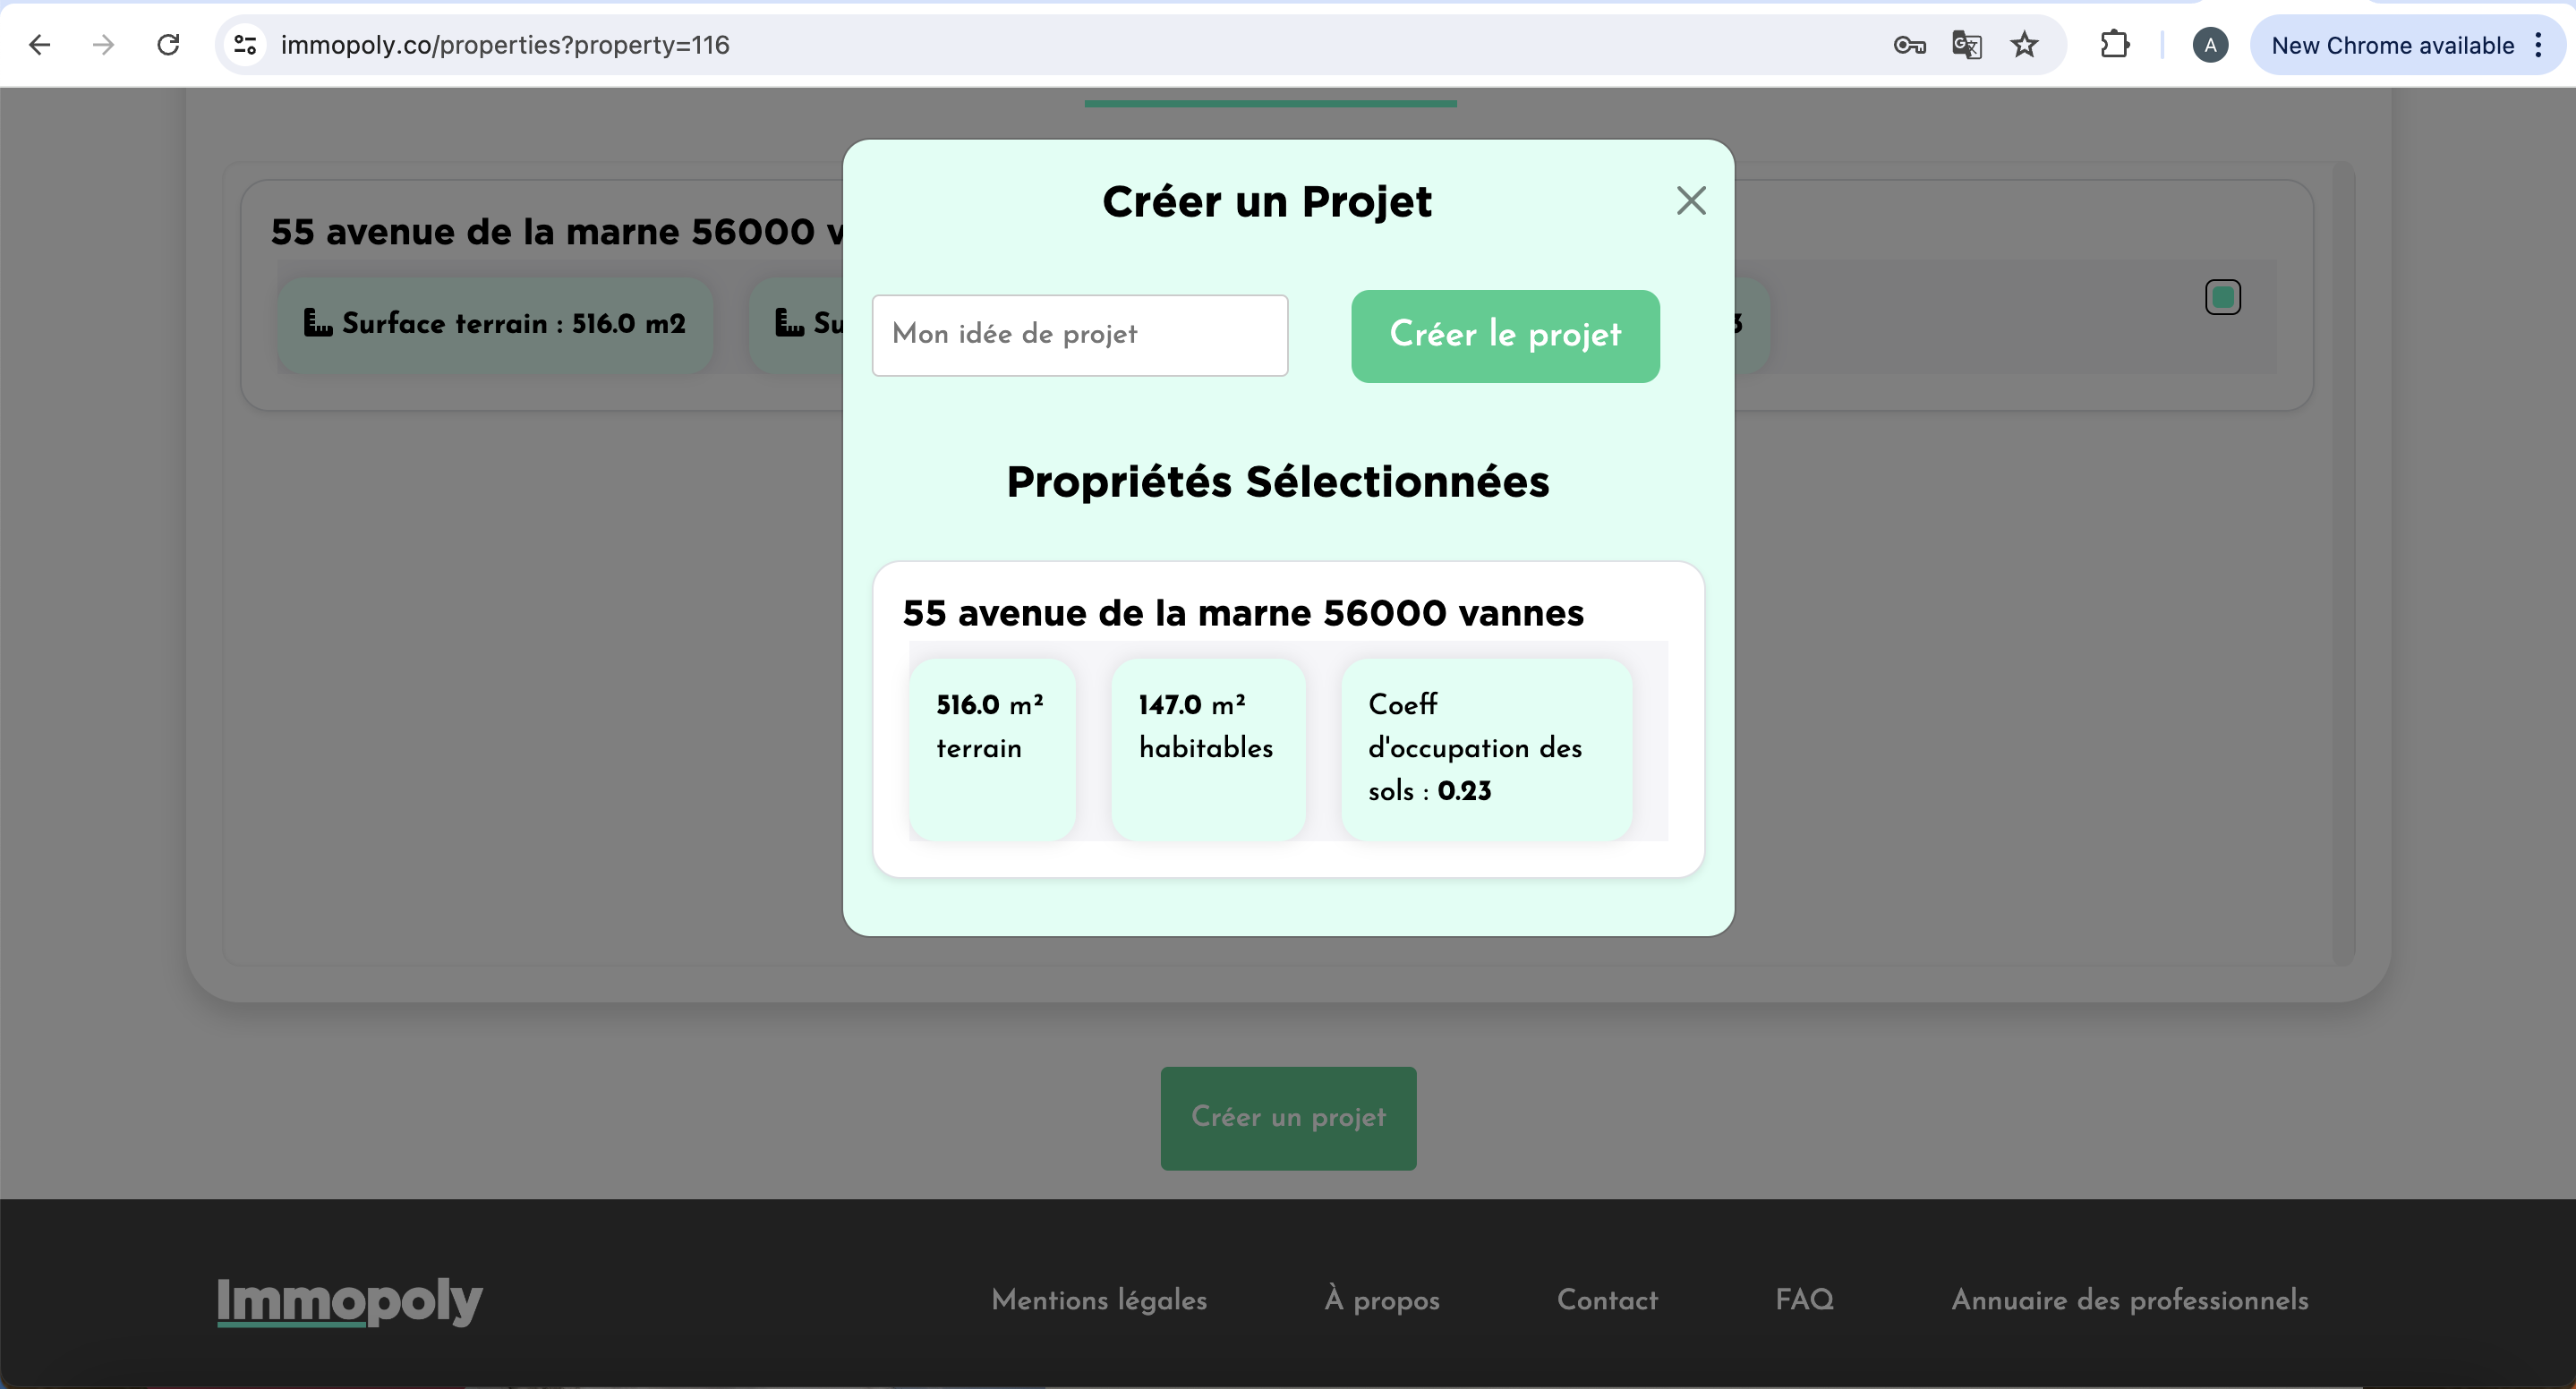 immopoly.co/properties?property=116
A
New Chrome available
Créer un Projet
55 avenue de la marne 56000 v
Surface terrain : 516.0 m2
Su
3
Mon idée de projet
Créer le projet
Propriétés Sélectionnées
55 avenue de la marne 56000 vannes
516.0 m²
terrain
147.0 m²
habitables
Coeff
d'occupation des
sols : 0.23
Créer un projet
Immopoly
Mentions légales
À propos
Contact
FAQ
Annuaire des professionnels